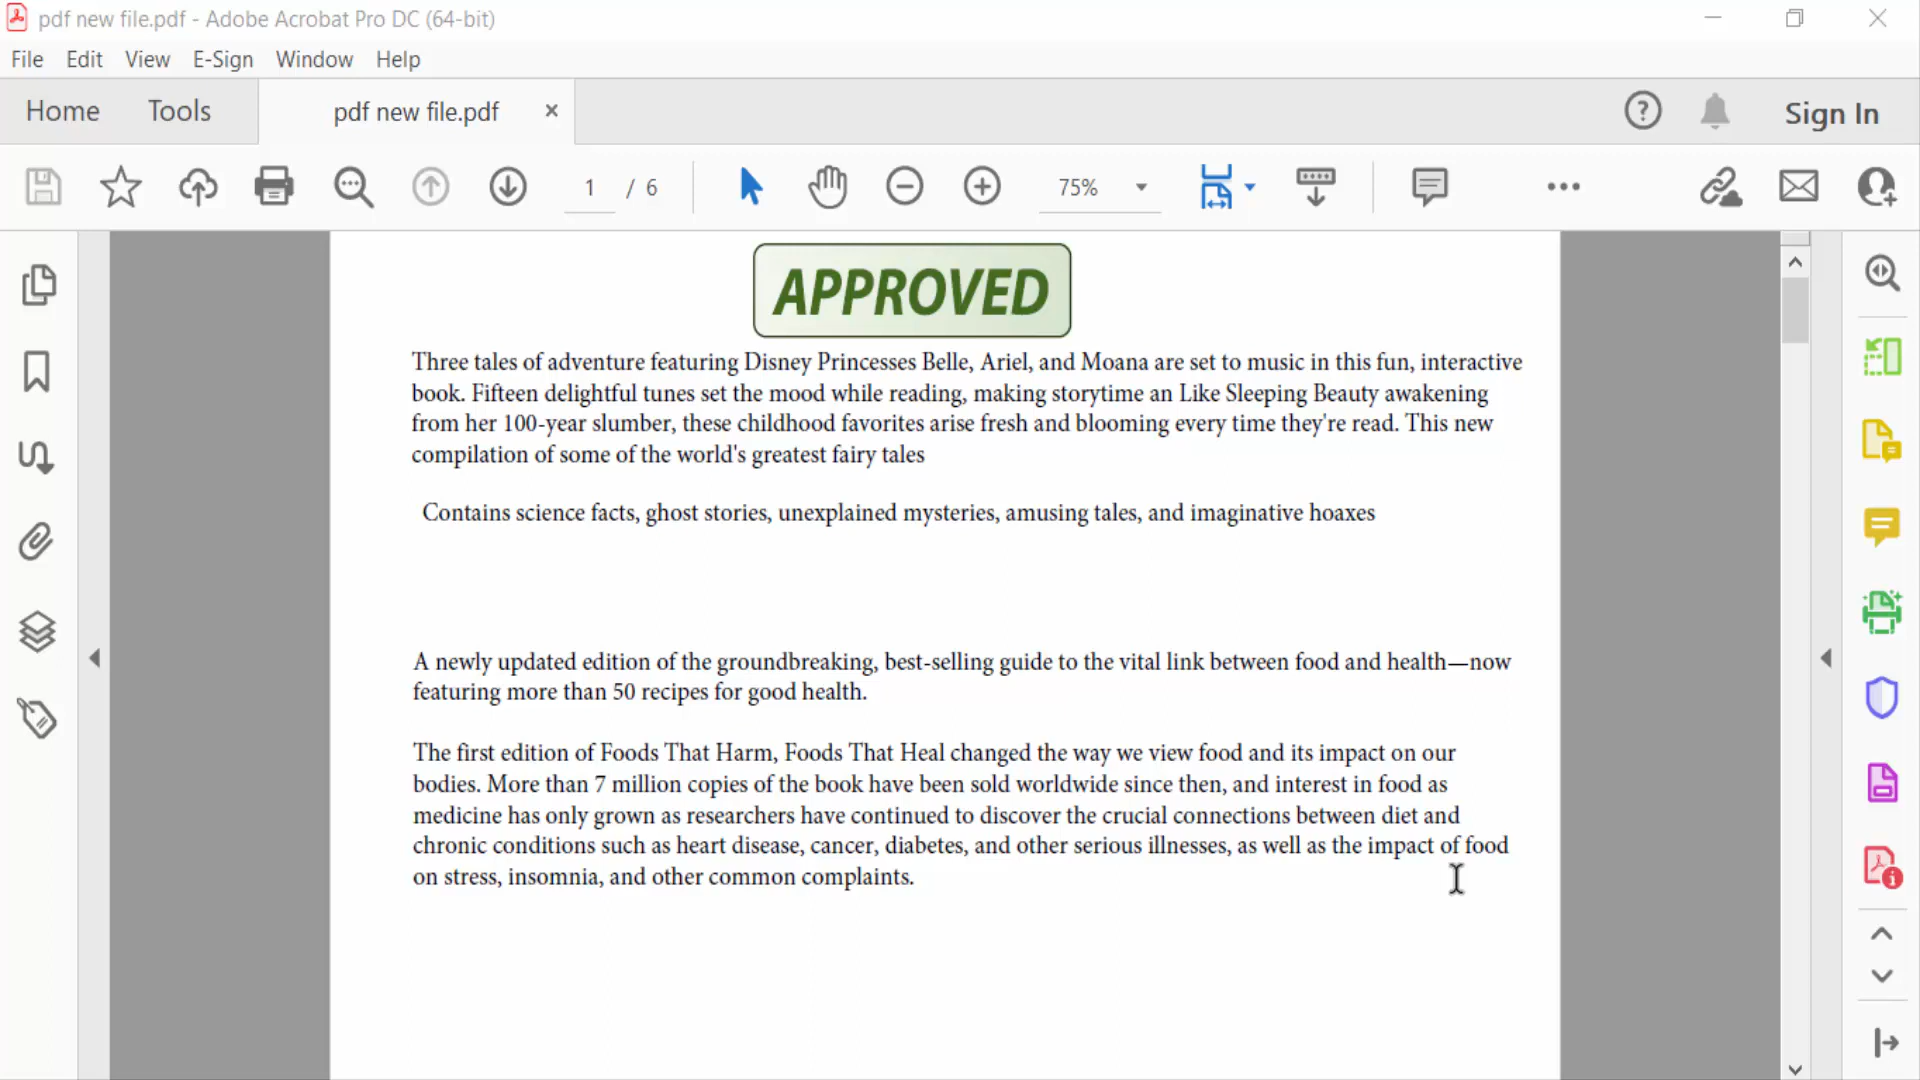 pdf new file.pdf - Adobe Acrobat Pro DC (64-bit)
File Edit View E-Sign Window Help
Home Tools pdf new file.pdf × Sign In
1 / 6 75%
APPROVED
Three tales of adventure featuring Disney Princesses Belle, Ariel, and Moana are set to music in this fun, interactive
book. Fifteen delightful tunes set the mood while reading, making storytime an Like Sleeping Beauty awakening
from her 100-year slumber, these childhood favorites arise fresh and blooming every time they're read. This new
compilation of some of the world's greatest fairy tales
Contains science facts, ghost stories, unexplained mysteries, amusing tales, and imaginative hoaxes
A newly updated edition of the groundbreaking, best-selling guide to the vital link between food and health—now
featuring more than 50 recipes for good health.
The first edition of Foods That Harm, Foods That Heal changed the way we view food and its impact on our
bodies. More than 7 million copies of the book have been sold worldwide since then, and interest in food as
medicine has only grown as researchers have continued to discover the crucial connections between diet and
chronic conditions such as heart disease, cancer, diabetes, and other serious illnesses, as well as the impact of food
on stress, insomnia, and other common complaints.